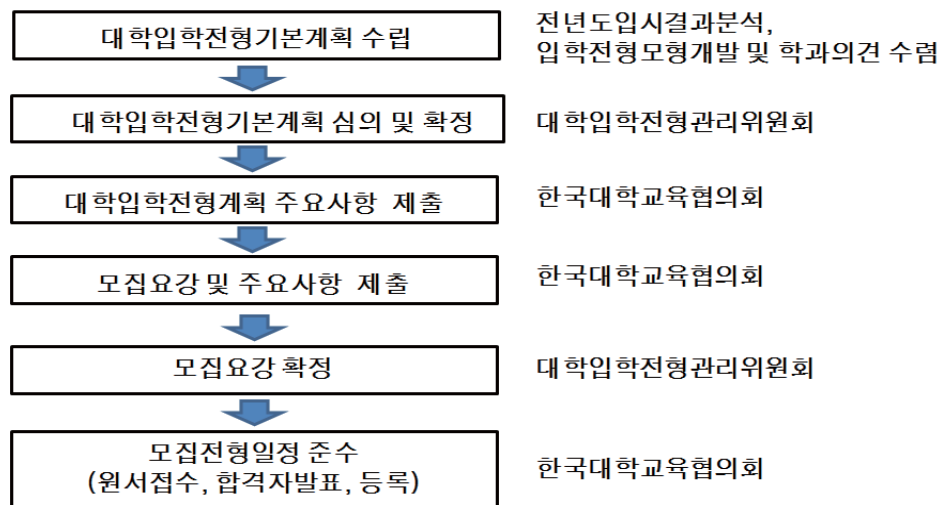 대학입학전형기본계획 수립
전년도입시결과분석,
입학전형모형개발 및 학과의견 수렴
대학입학전형기본계획 심의 및 확정
대학입학전형관리위원회
대학입학전형계획 주요사항 제출
한국대학교육협의회
모집요강 및 주요사항 제출
한국대학교육협의회
모집요강 확정
대학입학전형관리위원회
모집전형일정 준수
(원서접수, 합격자발표, 등록)
한국대학교육협의회